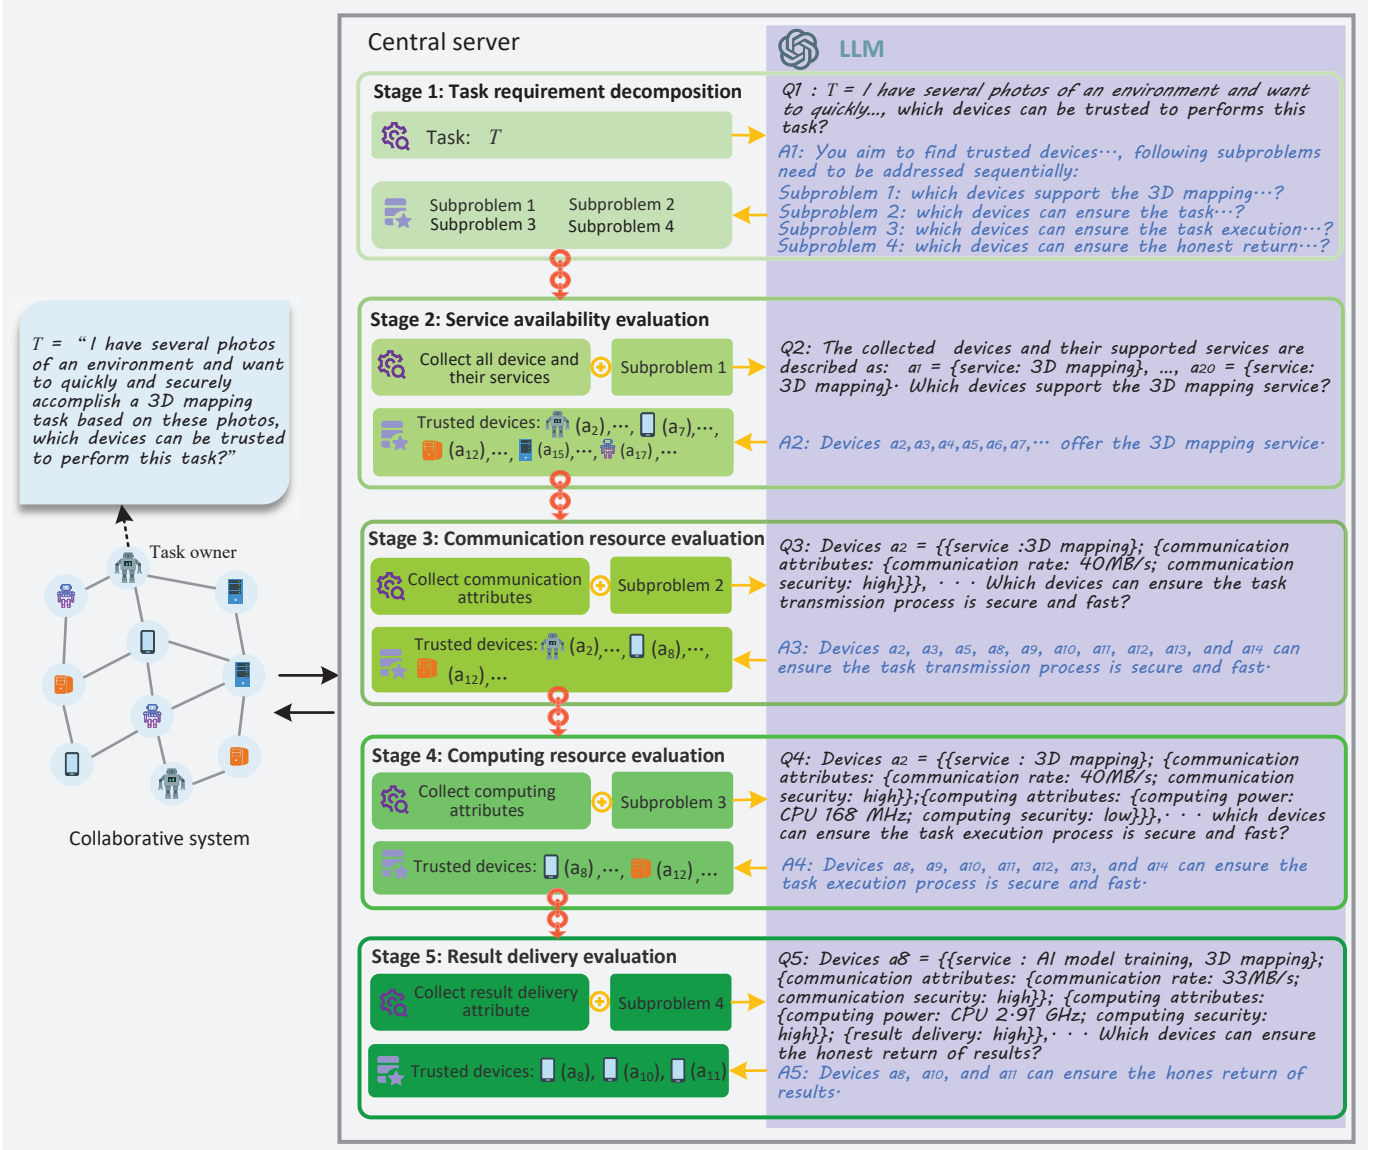 Central server
LLM
Stage 1: Task requirement decomposition
Task: T
Subproblem 1 Subproblem 2
Subproblem 3 Subproblem 4
Q1 : T = I have several photos of an environment and want
to quickly..., which devices can be trusted to performs this
task?
A1: You aim to find trusted devices···, following subproblems
need to be addressed sequentially:
Subproblem 1: which devices support the 3D mapping···?
Subproblem 2: which devices can ensure the task···?
Subproblem 3: which devices can ensure the task execution···?
Subproblem 4: which devices can ensure the honest return···?
T = “I have several photos
of an environment and want
to quickly and securely
accomplish a 3D mapping
task based on these photos,
which devices can be trusted
to perform this task?”
Task owner
Collaborative system
Stage 2: Service availability evaluation
Collect all device and
their services
Subproblem 1
Trusted devices: (a2),···, (a7),···,
(a12),···, (a15),···, (a17),···
Q2: The collected devices and their supported services are
described as: a1 = {service: 3D mapping}, ..., a20 = {service:
3D mapping}. Which devices support the 3D mapping service?
A2: Devices a2,a3,a4,a5,a6,a7,··· offer the 3D mapping service.
Stage 3: Communication resource evaluation
Collect communication
attributes
Subproblem 2
Trusted devices: (a2),···, (a8),···,
(a12),···
Q3: Devices a2 = {{service :3D mapping}; {communication
attributes: {communication rate: 40MB/s; communication
security: high}}}, · · · Which devices can ensure the task
transmission process is secure and fast?
A3: Devices a2, a3, a5, a8, a9, a10, a11, a12, a13, and a14 can
ensure the task transmission process is secure and fast.
Stage 4: Computing resource evaluation
Collect computing
attributes
Subproblem 3
Trusted devices: (a8),···, (a12),···
Q4: Devices a2 = {{service : 3D mapping}; {communication
attributes: {communication rate: 40MB/s; communication
security: high}};{computing attributes: {computing power:
CPU 168 MHz; computing security: low}}},· · · which devices
can ensure the task execution process is secure and fast?
A4: Devices a8, a9, a10, a11, a12, a13, and a14 can ensure the
task execution process is secure and fast.
Stage 5: Result delivery evaluation
Collect result delivery
attribute
Subproblem 4
Trusted devices: (a8), (a10), (a11)
Q5: Devices a8 = {{service : AI model training, 3D mapping};
{communication attributes: {communication rate: 33MB/s;
communication security: high}}; {computing attributes:
{computing power: CPU 2.91 GHz; computing security:
high}}; {result delivery: high}},· · · Which devices can ensure
the honest return of results?
A5: Devices a8, a10, and a11 can ensure the hones return of
results.